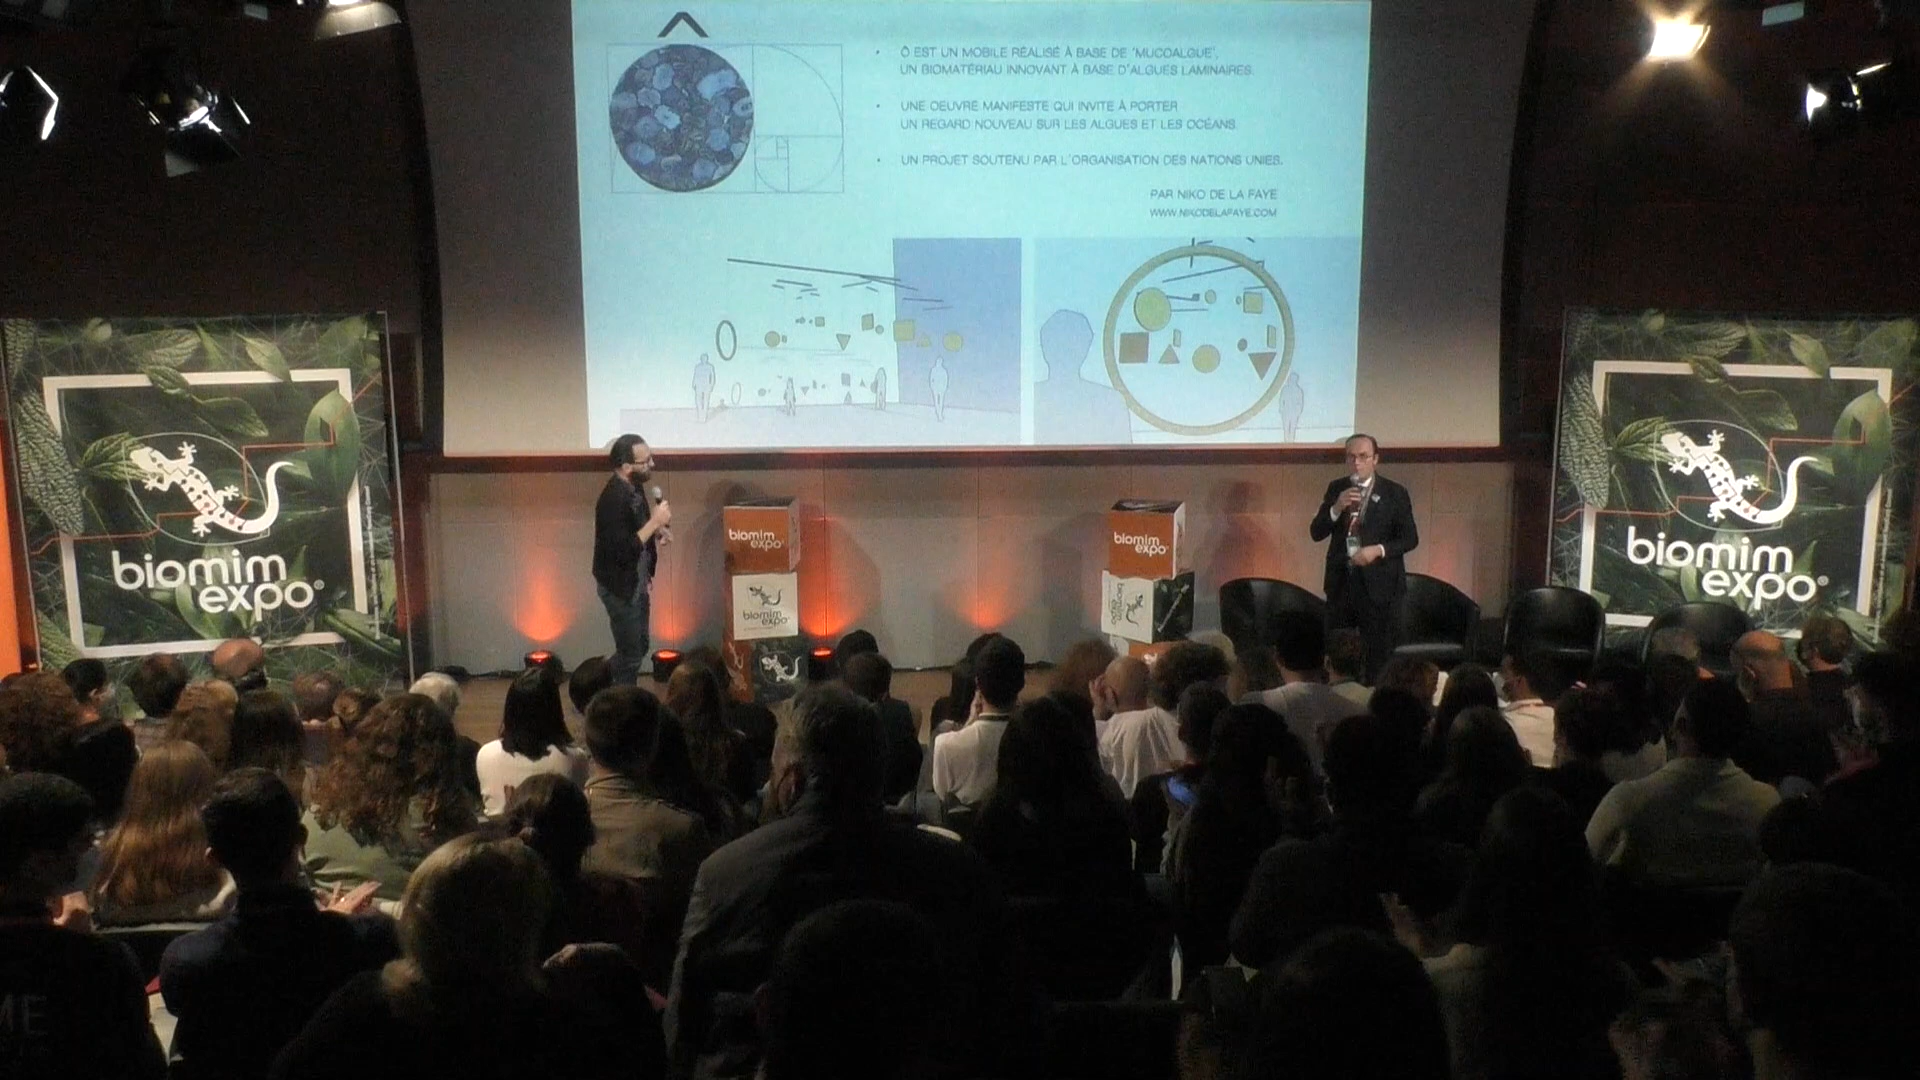 Ô EST UN MOBILE RÉALISÉ À BASE DE 'MUCOALGUE',
UN BIOMATÉRIAU INNOVANT À BASE D'ALGUES LAMINAIRES.
UNE OEUVRE MANIFESTE QUI INVITE À PORTER
UN REGARD NOUVEAU SUR LES ALGUES ET LES OCÉANS.
UN PROJET SOUTENU PAR L'ORGANISATION DES NATIONS UNIES.
PAR NIKO DE LA FAYE
WWW.NIKODELAFAYE.COM
biomim
expo®
biomim
expo®
biomim
expo®
biomim
expo®
biomim
expo®
biomim
expo
ME